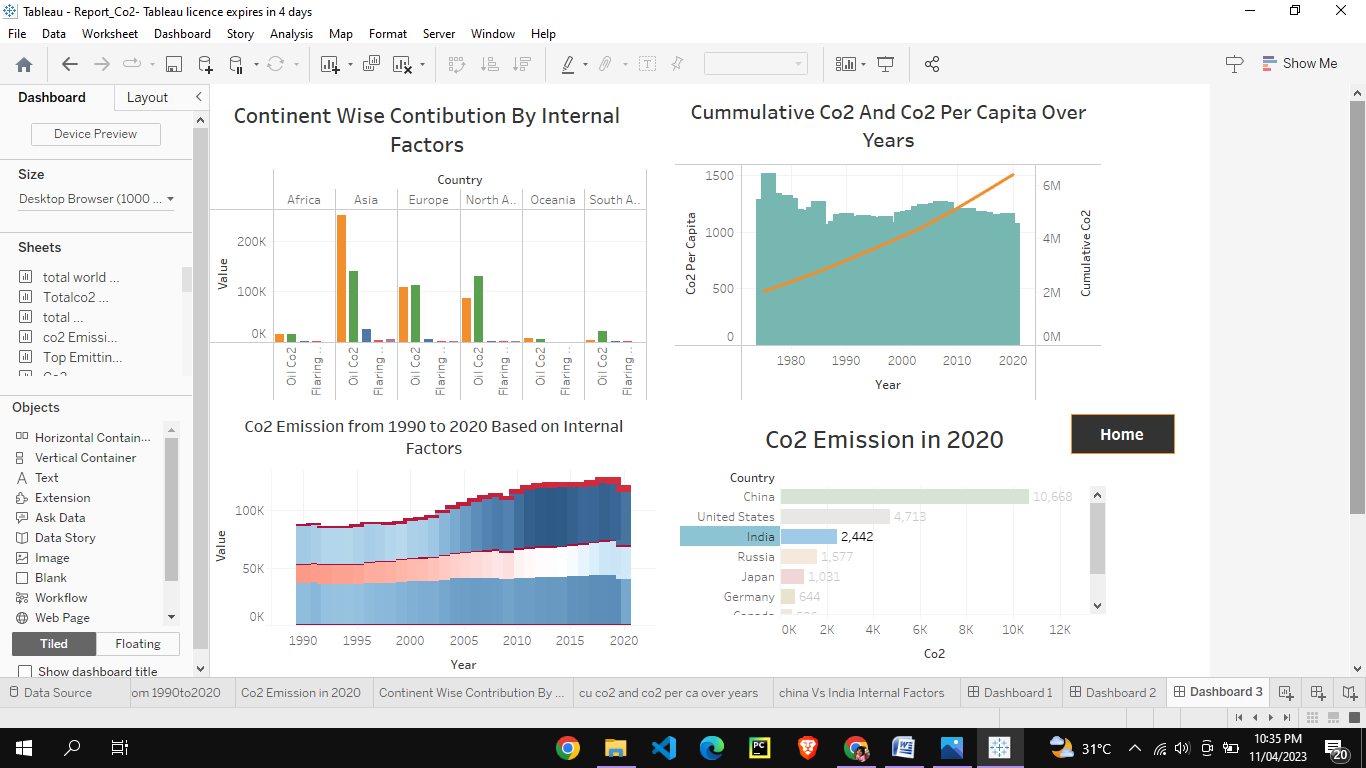 Tableau - Report_Co2- Tableau licence expires in 4 days
File Data Worksheet Dashboard Story Analysis Map Format Server Window Help
Show Me
Dashboard Layout
Device Preview
Size
Desktop Browser (1000 ...
Sheets
total world ...
Totalco2 ...
total ...
co2 Emissi...
Top Emittin...
Objects
Horizontal Contain...
Vertical Container
Text
Extension
Ask Data
Data Story
Image
Blank
Workflow
Web Page
Tiled Floating
Show dashboard title
Continent Wise Contibution By Internal
Factors
Country
Africa Asia Europe North A.. Oceania South A..
Value
200K
100K
0K
Oil Co2 Flaring .. Oil Co2 Flaring .. Oil Co2 Flaring .. Oil Co2 Flaring .. Oil Co2 Flaring .. Oil Co2 Flaring ..
Cummulative Co2 And Co2 Per Capita Over
Years
Co2 Per Capita
1500
1000
500
0
Cumulative Co2
6M
4M
2M
0M
1980 1990 2000 2010 2020
Year
Co2 Emission from 1990 to 2020 Based on Internal
Factors
Value
100K
50K
0K
1990 1995 2000 2005 2010 2015 2020
Year
Co2 Emission in 2020
Home
Country
China 10,668
United States 4,713
India 2,442
Russia 1,577
Japan 1,031
Germany 644
0K 2K 4K 6K 8K 10K 12K
Co2
Data Source om 1990to2020 Co2 Emission in 2020 Continent Wise Contribution By ... cu co2 and co2 per ca over years china Vs India Internal Factors Dashboard 1 Dashboard 2 Dashboard 3
31°C
10:35 PM
11/04/2023
20